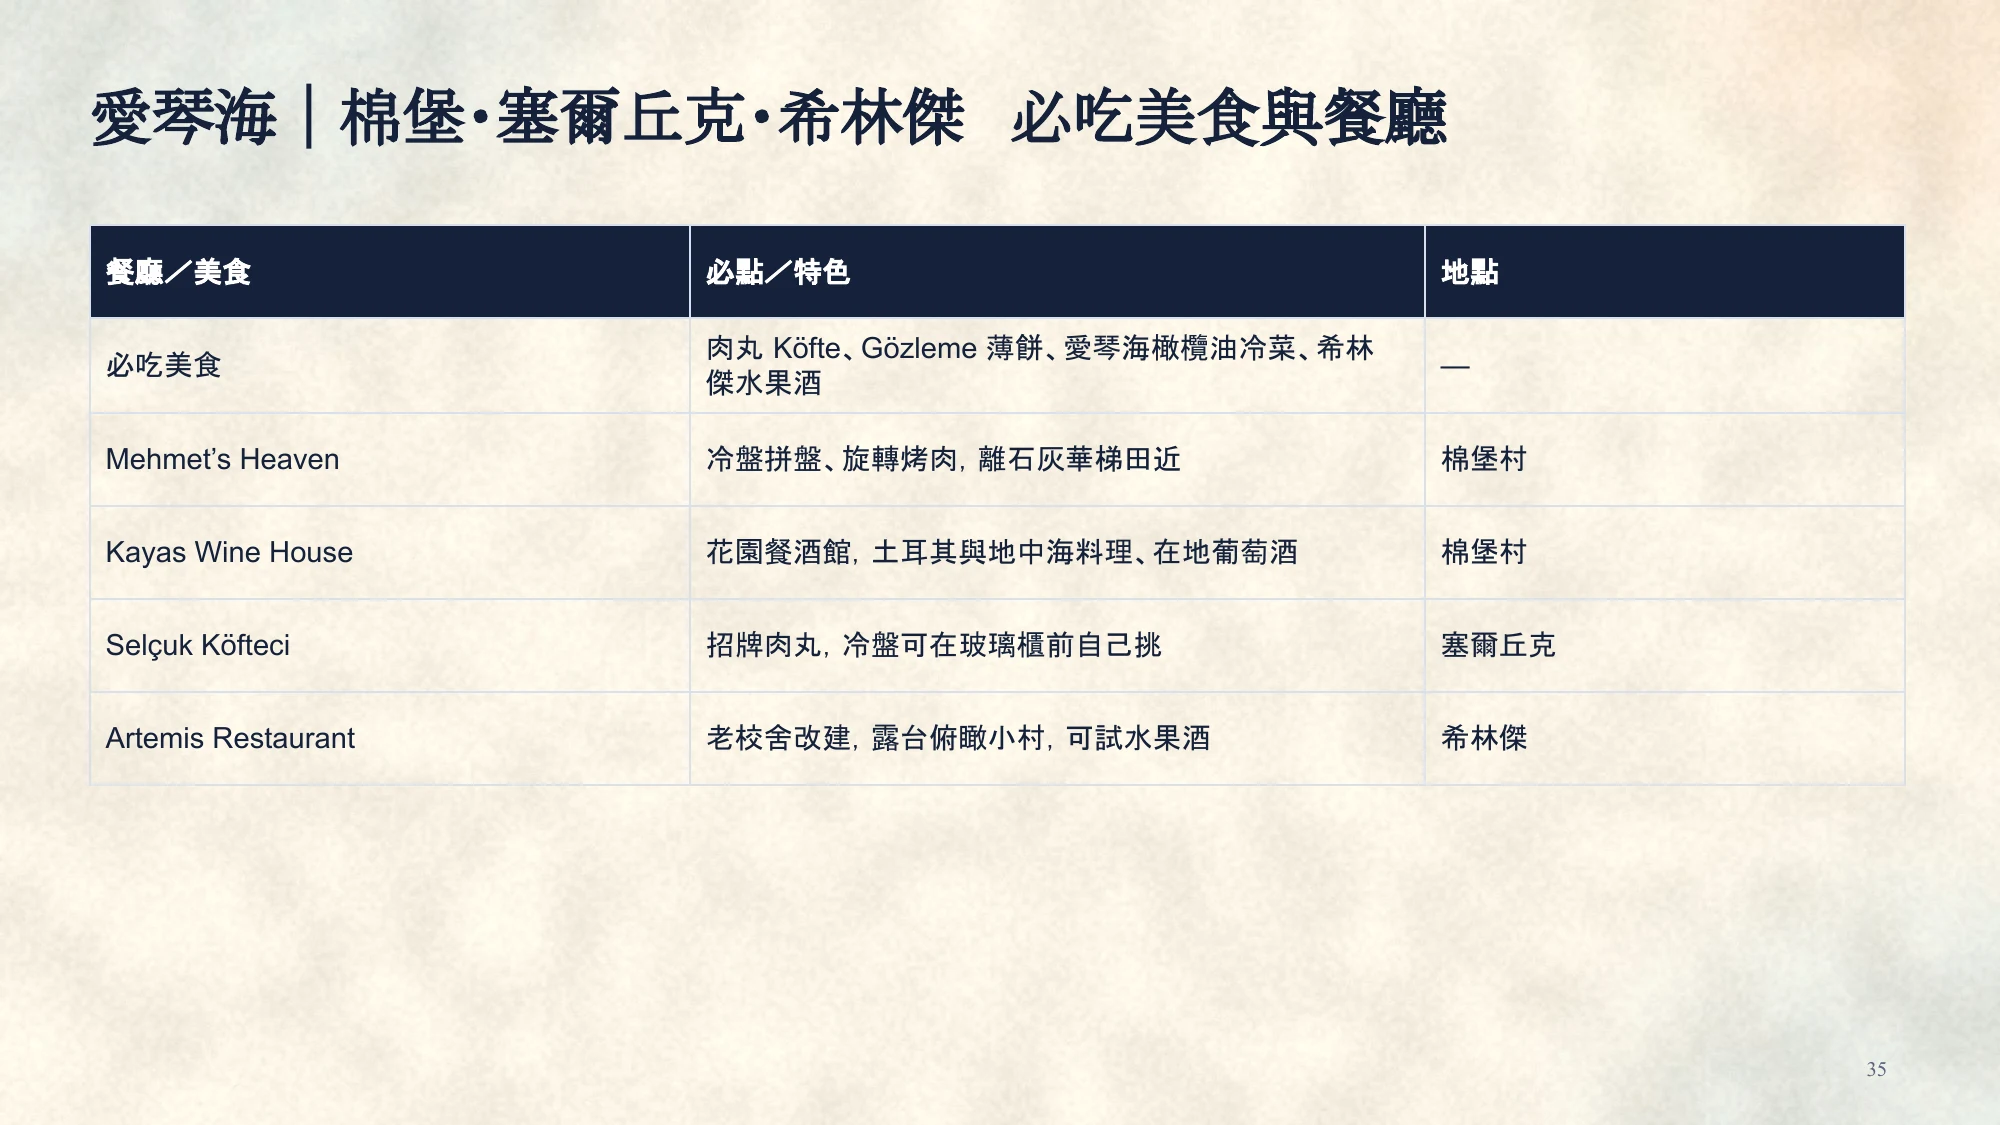 愛琴海｜棉堡・塞爾丘克・希林傑 必吃美食與餐廳
餐廳／美食
必點／特色
地點
必吃美食
肉丸 Köfte、Gözleme 薄餅、愛琴海橄欖油冷菜、希林
傑水果酒
—
Mehmet’s Heaven
冷盤拼盤、旋轉烤肉，離石灰華梯田近
棉堡村
Kayas Wine House
花園餐酒館，土耳其與地中海料理、在地葡萄酒
棉堡村
Selçuk Köfteci
招牌肉丸，冷盤可在玻璃櫃前自己挑
塞爾丘克
Artemis Restaurant
老校舍改建，露台俯瞰小村，可試水果酒
希林傑
35